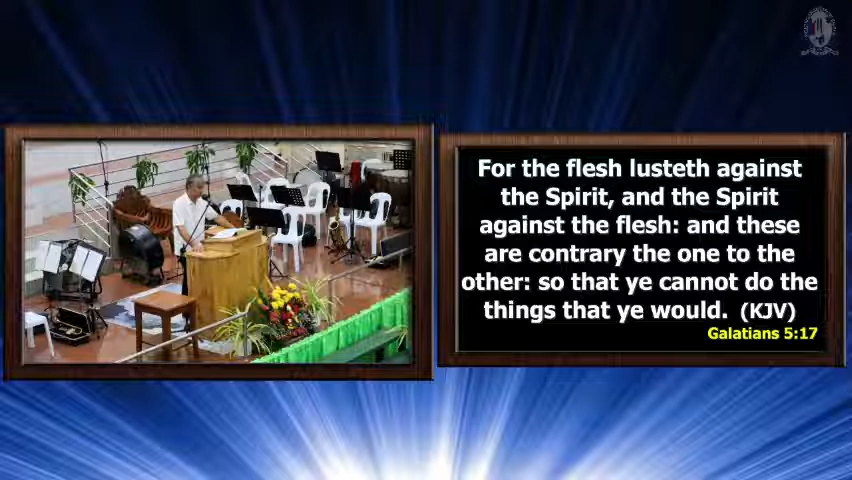 For the flesh lusteth against
the Spirit, and the Spirit
against the flesh: and these
are contrary the one to the
other: so that ye cannot do the
things that ye would. (KJV)
Galatians 5:17